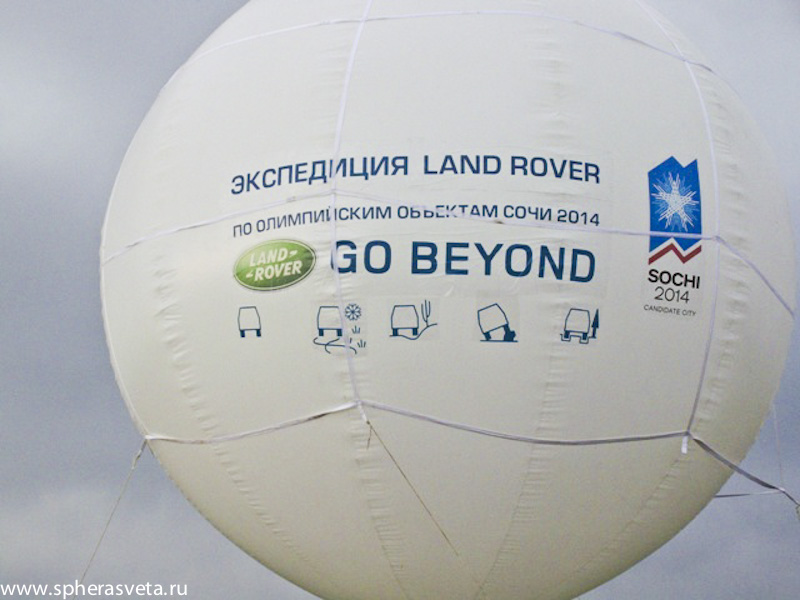 ЭКСПЕДИЦИЯ LAND ROVER
ПО ОЛИМПИЙСКИМ ОБЪЕКТАМ СОЧИ 2014
LAND-
-ROVER
GO BEYOND
SOCHI
2014
CANDIDATE CITY
www.spherasveta.ru